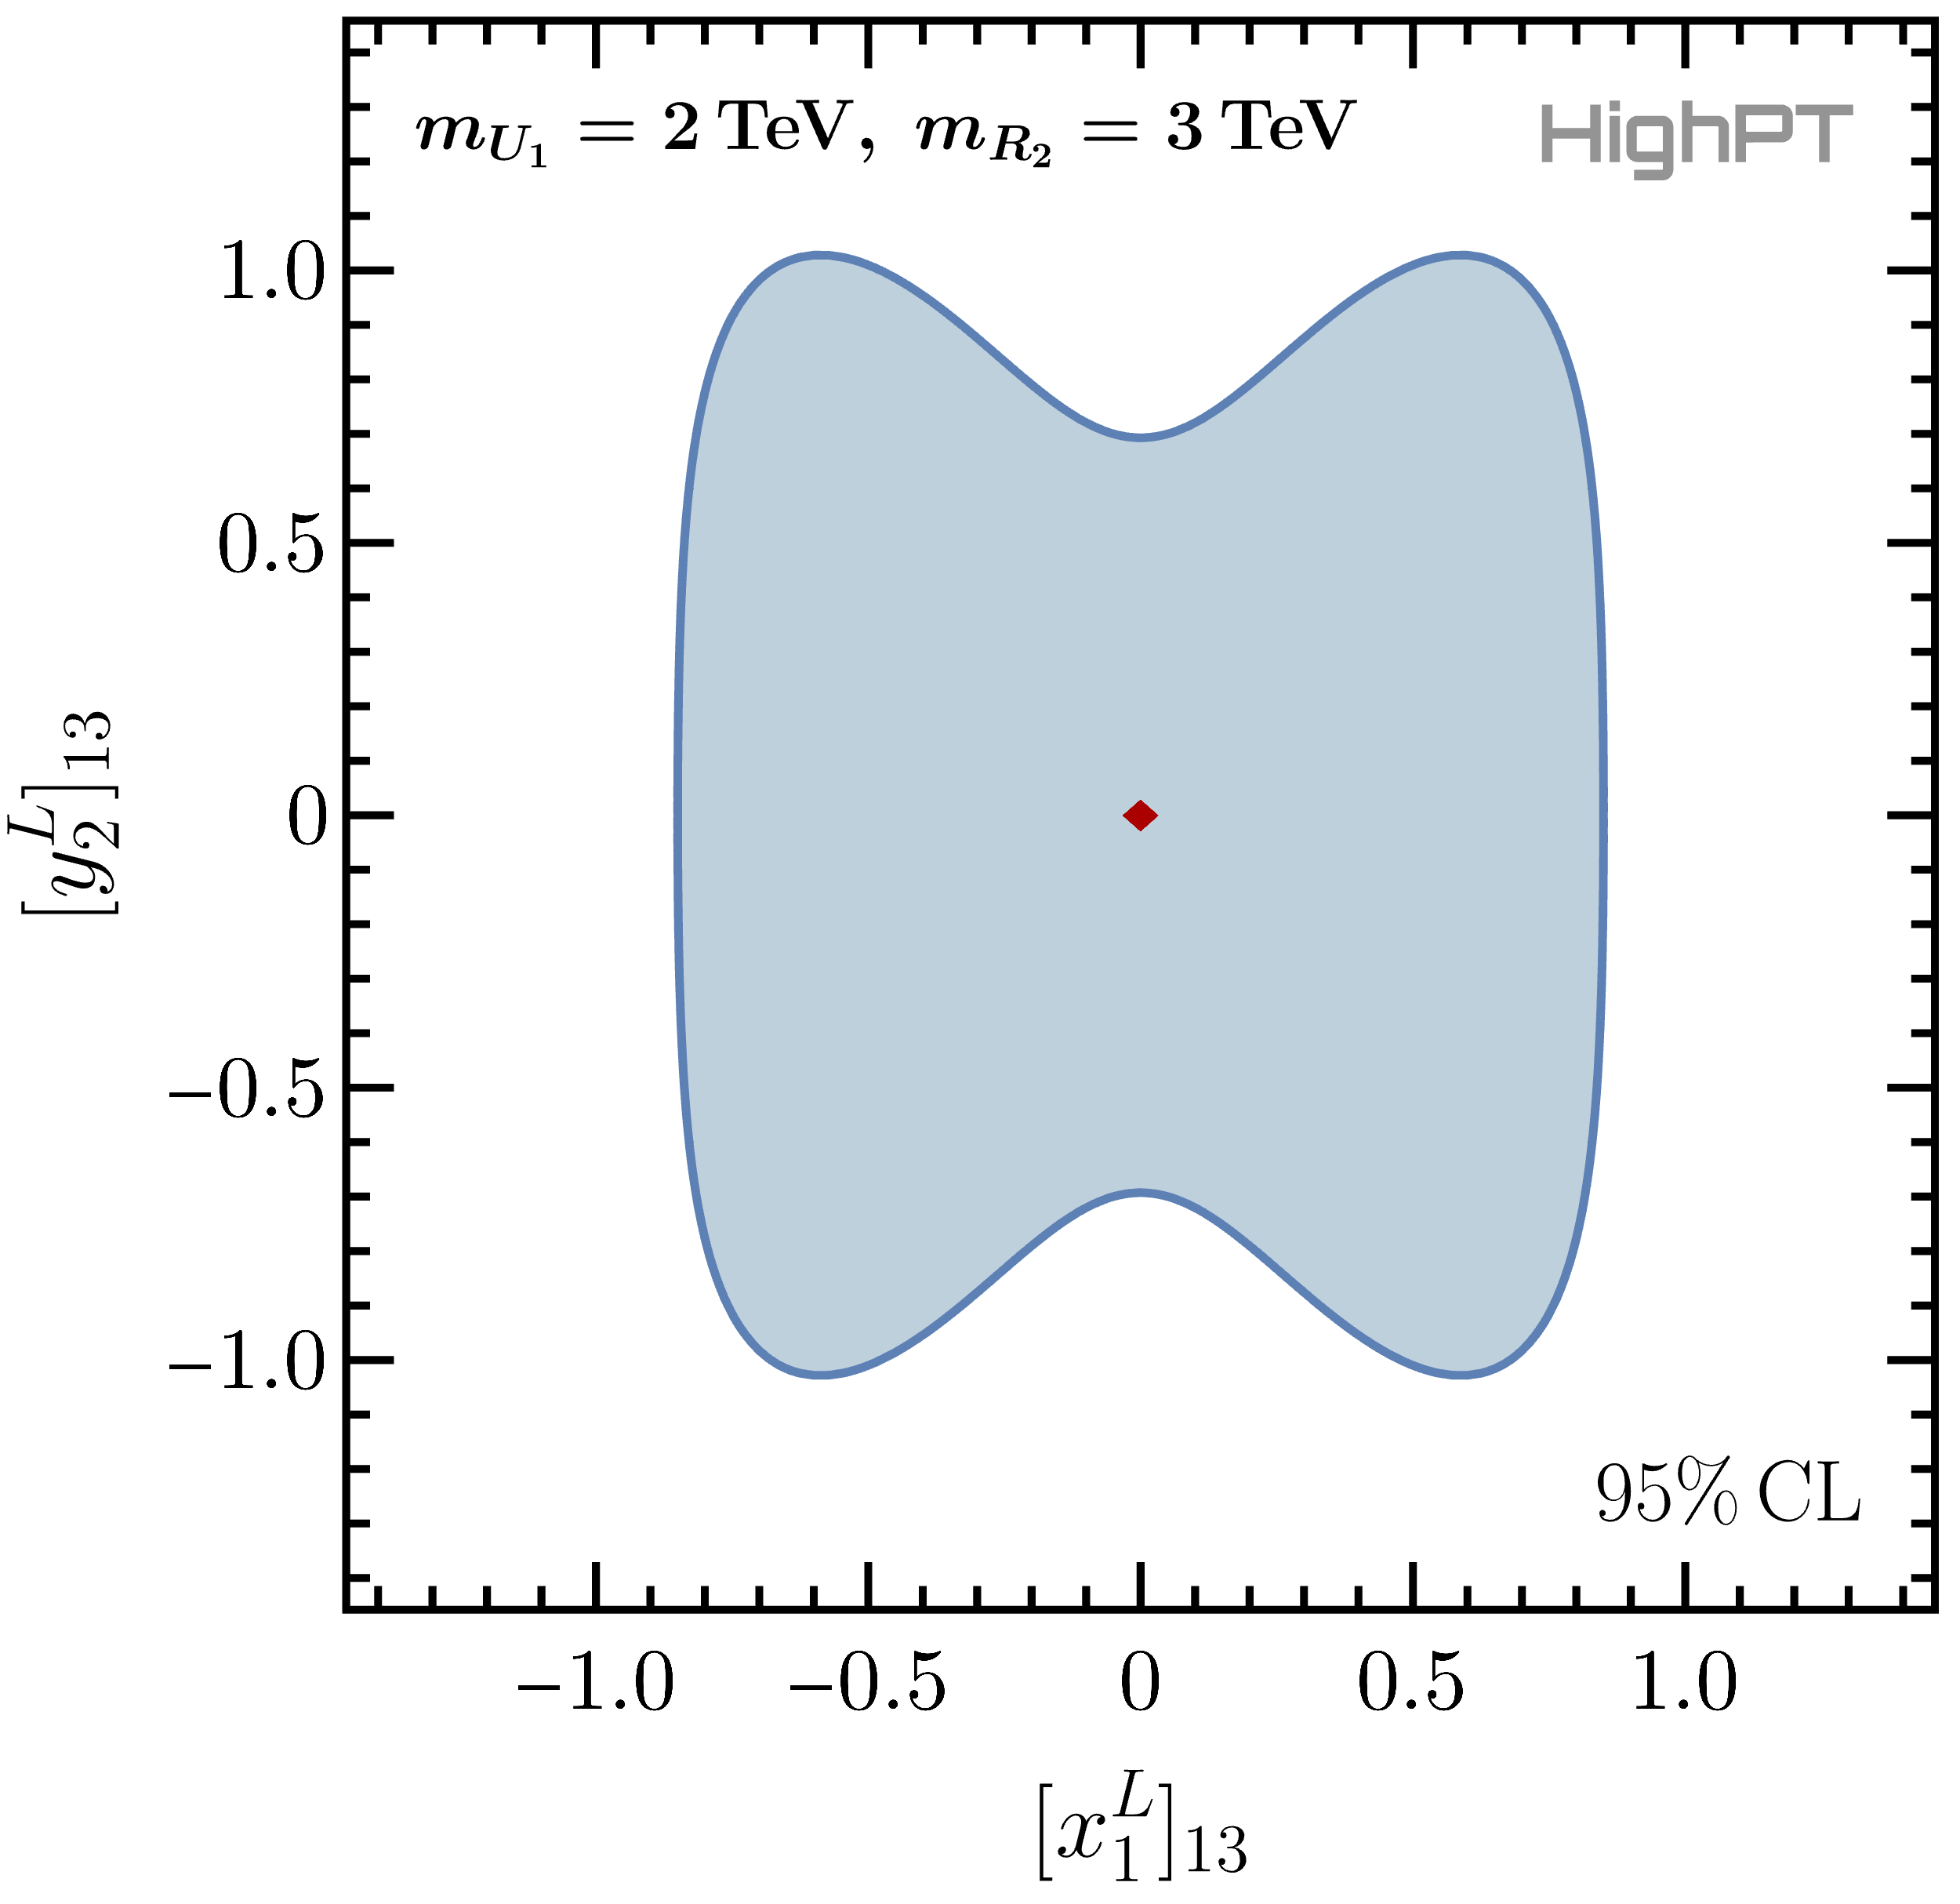 m_{U_1} = 2 TeV, m_{R_2} = 3 TeV
HighPT
1.0
0.5
0
−0.5
−1.0
[y_2^L]_{13}
95% CL
−1.0 −0.5 0 0.5 1.0
[x_1^L]_{13}